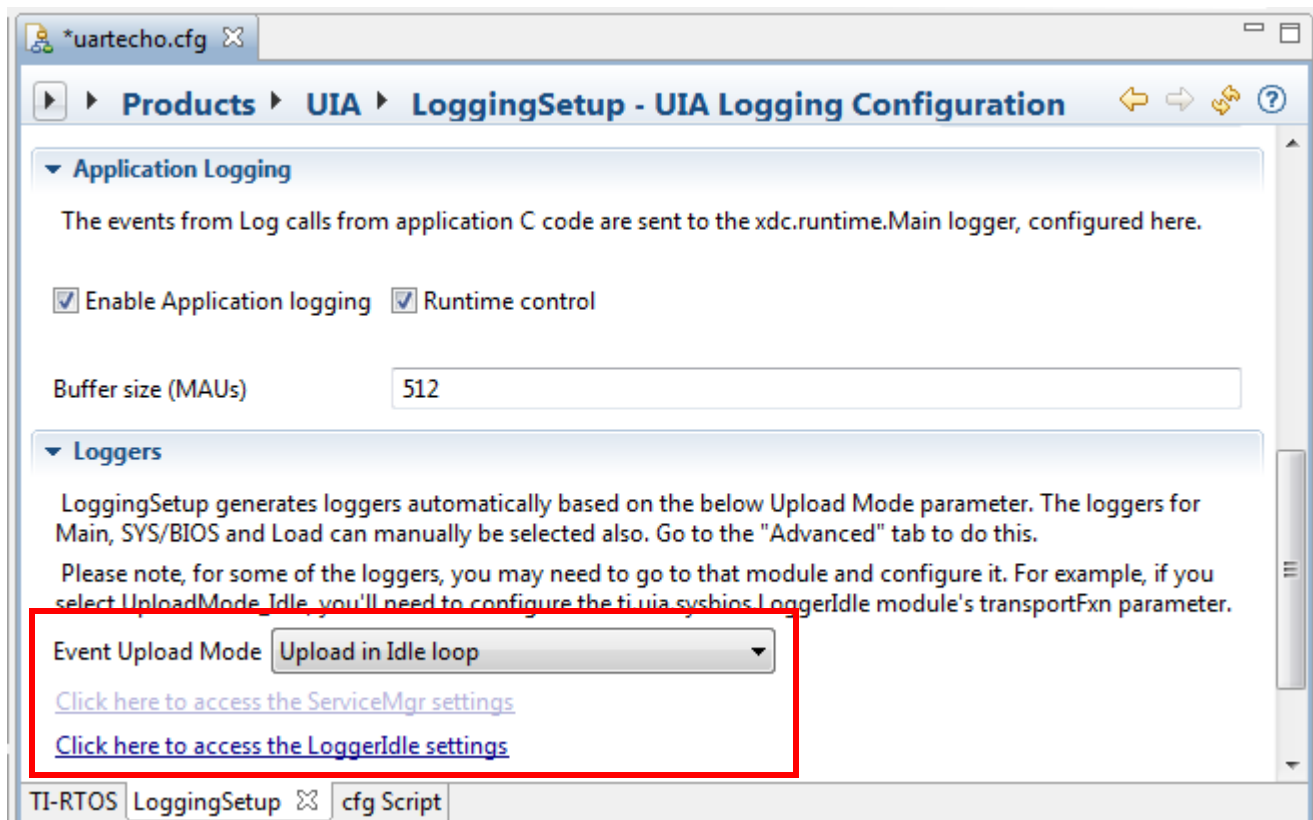 *uartecho.cfg
Products UIA LoggingSetup - UIA Logging Configuration
Application Logging
The events from Log calls from application C code are sent to the xdc.runtime.Main logger, configured here.
Enable Application logging Runtime control
Buffer size (MAUs) 512
Loggers
LoggingSetup generates loggers automatically based on the below Upload Mode parameter. The loggers for
Main, SYS/BIOS and Load can manually be selected also. Go to the "Advanced" tab to do this.
Please note, for some of the loggers, you may need to go to that module and configure it. For example, if you
select UploadMode_Idle, you'll need to configure the ti.uia.sysbios.LoggerIdle module's transportFxn parameter.
Event Upload Mode Upload in Idle loop
Click here to access the ServiceMgr settings
Click here to access the LoggerIdle settings
TI-RTOS LoggingSetup cfg Script